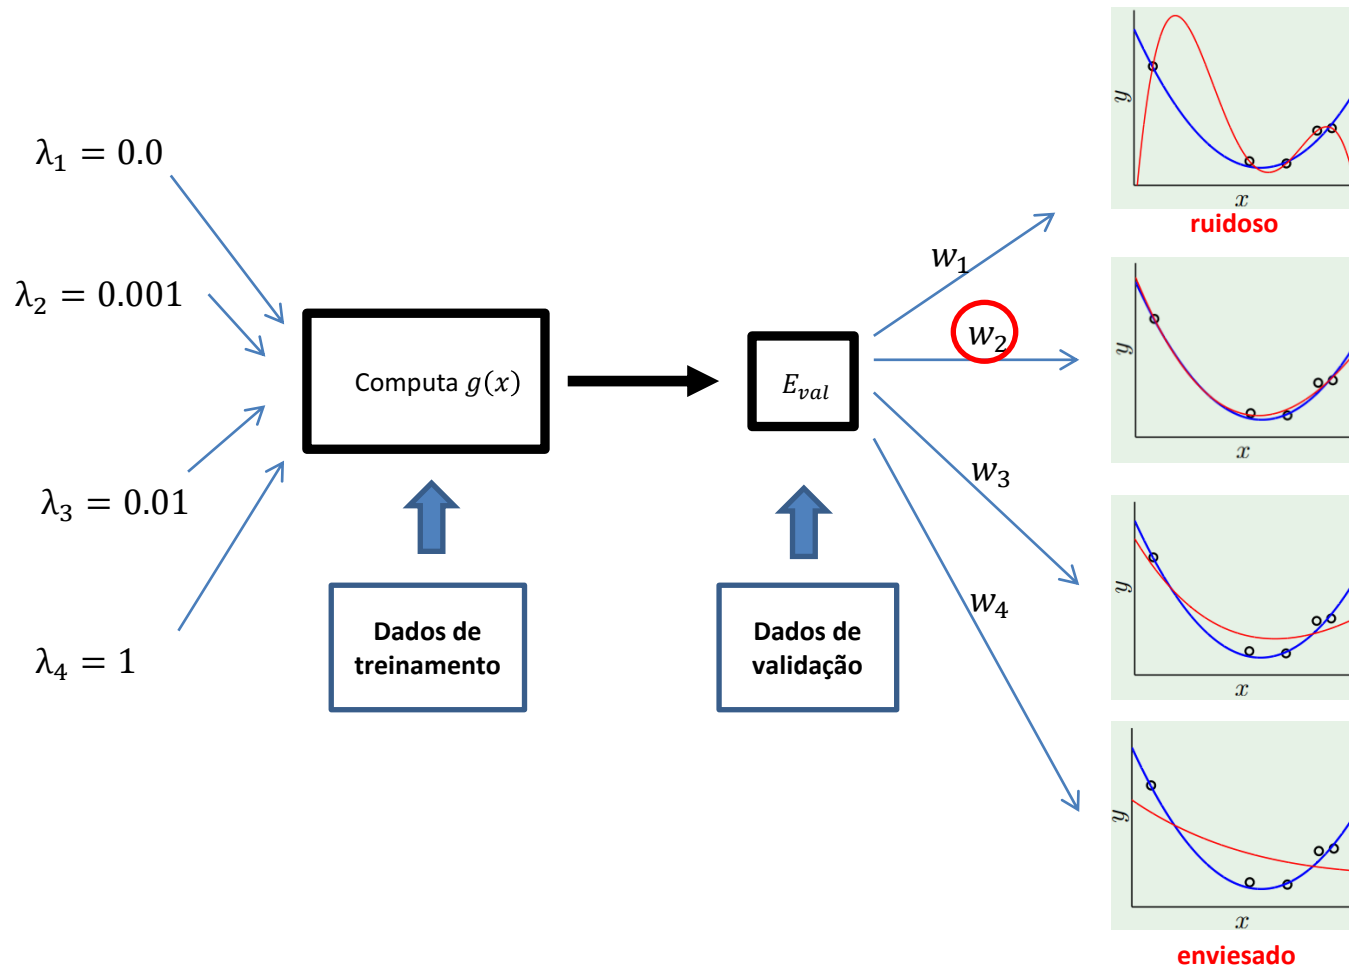 λ₁ = 0.0
λ₂ = 0.001
λ₃ = 0.01
λ₄ = 1
Computa g(x)
Dados de
treinamento
E_val
Dados de
validação
w₁
w₂
w₃
w₄
y
x
ruidoso
y
x
y
x
y
x
enviesado